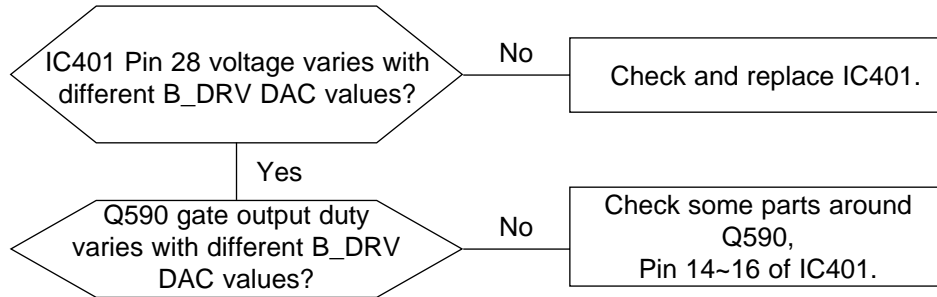 IC401 Pin 28 voltage varies with
different B_DRV DAC values?
No
Check and replace IC401.
Yes
Q590 gate output duty
varies with different B_DRV
DAC values?
No
Check some parts around
Q590,
Pin 14~16 of IC401.